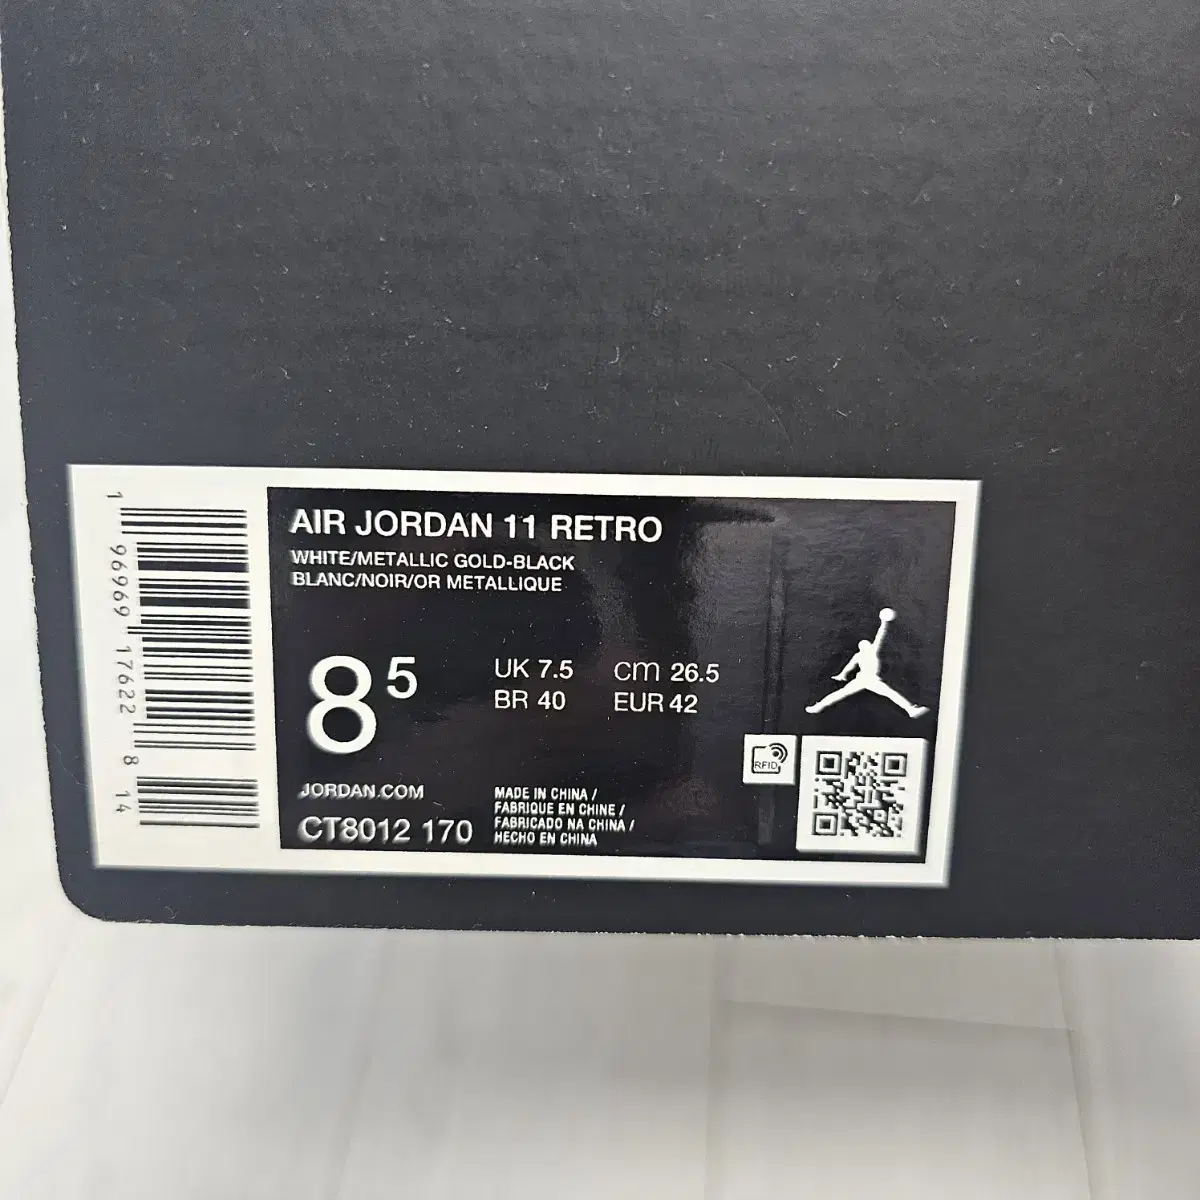 AIR JORDAN 11 RETRO
WHITE/METALLIC GOLD-BLACK
BLANC/NOIR/OR METALLIQUE
8 5
UK 7.5 cm 26.5
BR 40 EUR 42
JORDAN.COM
CT8012 170
MADE IN CHINA /
FABRIQUE EN CHINE /
FABRICADO NA CHINA /
HECHO EN CHINA
RFID
1 96969 17622 8 14